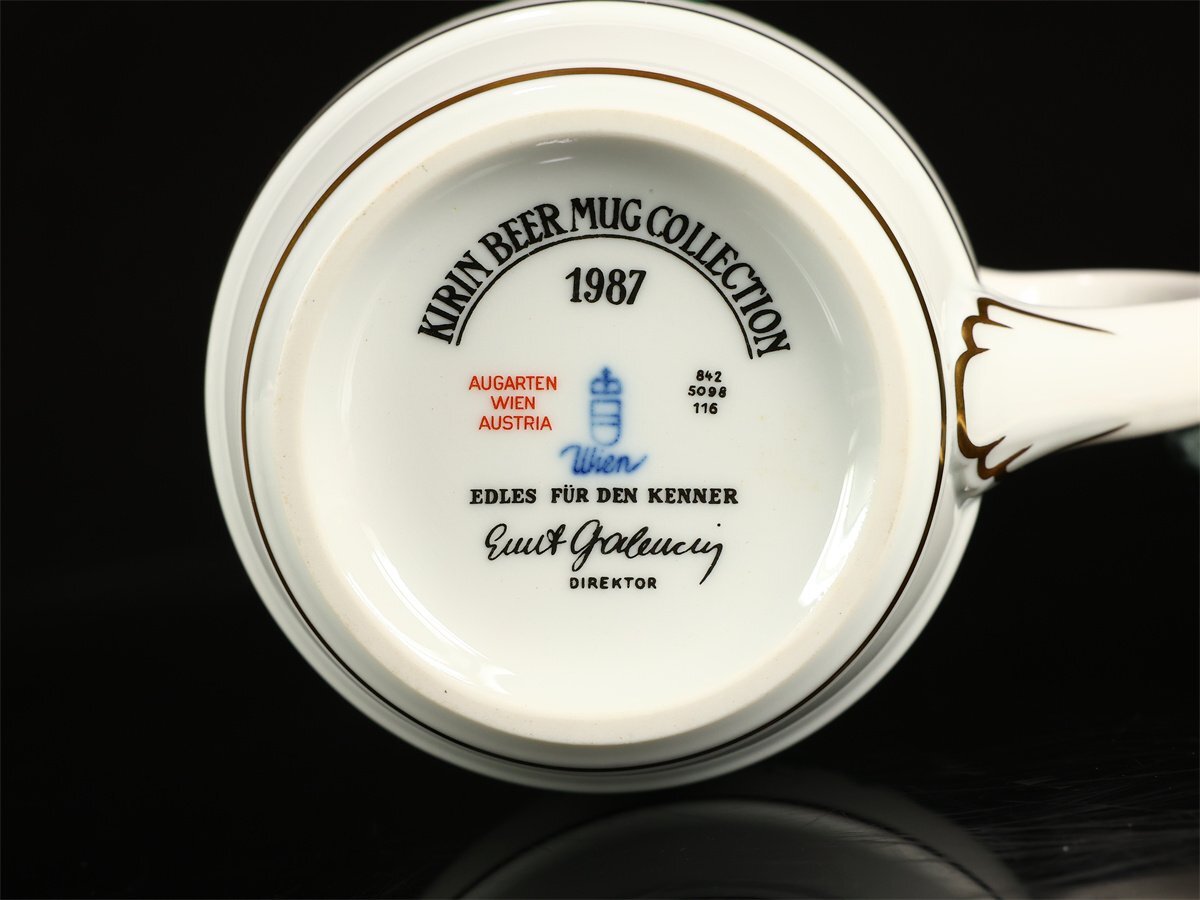 KIRIN BEER MUG COLLECTION
1987
AUGARTEN
WIEN
AUSTRIA
842
5098
116
Wien
EDLES FÜR DEN KENNER
DIREKTOR